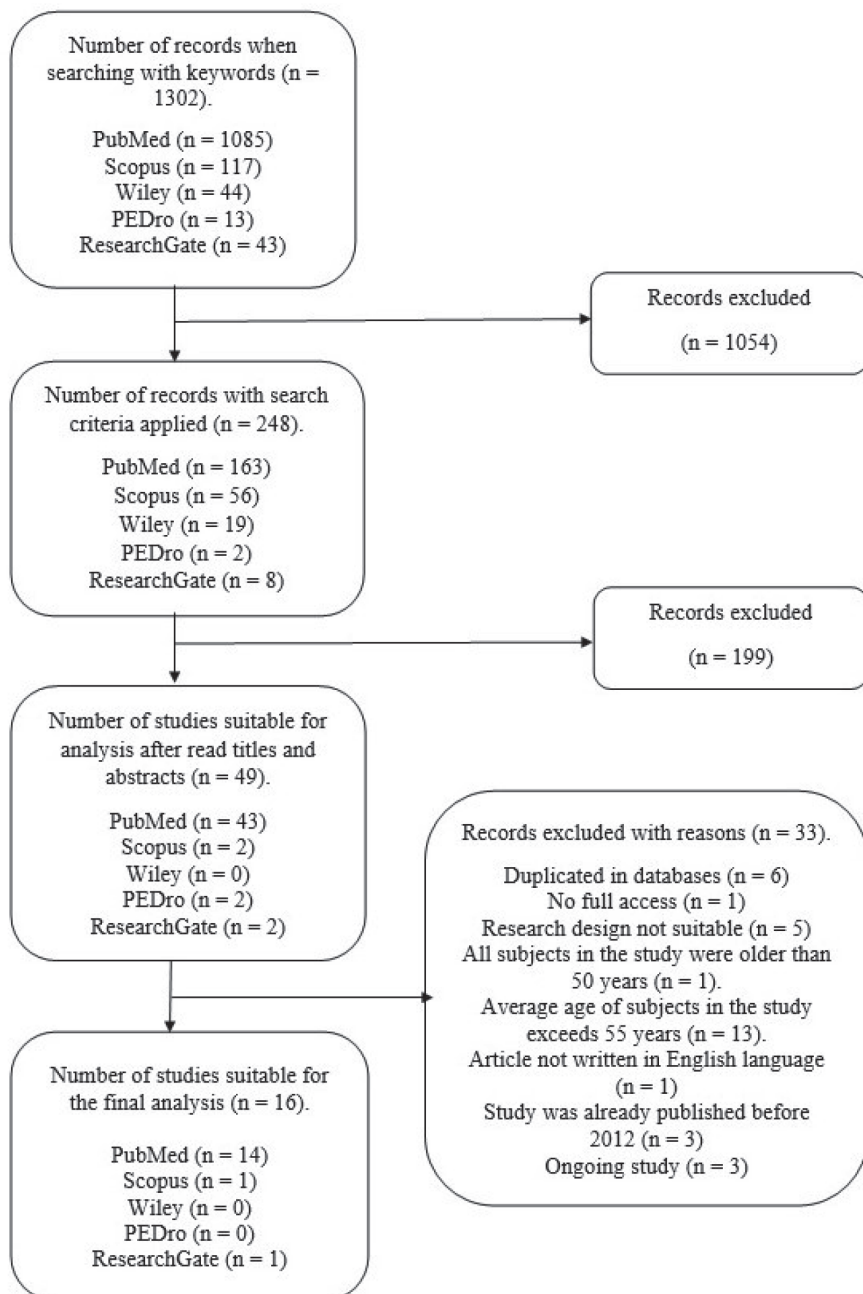 Number of records when
searching with keywords (n =
1302).
PubMed (n = 1085)
Scopus (n = 117)
Wiley (n = 44)
PEDro (n = 13)
ResearchGate (n = 43)
Records excluded
(n = 1054)
Number of records with search
criteria applied (n = 248).
PubMed (n = 163)
Scopus (n = 56)
Wiley (n = 19)
PEDro (n = 2)
ResearchGate (n = 8)
Records excluded
(n = 199)
Number of studies suitable for
analysis after read titles and
abstracts (n = 49).
PubMed (n = 43)
Scopus (n = 2)
Wiley (n = 0)
PEDro (n = 2)
ResearchGate (n = 2)
Records excluded with reasons (n = 33).
Duplicated in databases (n = 6)
No full access (n = 1)
Research design not suitable (n = 5)
All subjects in the study were older than
50 years (n = 1).
Average age of subjects in the study
exceeds 55 years (n = 13).
Article not written in English language
(n = 1)
Study was already published before
2012 (n = 3)
Ongoing study (n = 3)
Number of studies suitable for
the final analysis (n = 16).
PubMed (n = 14)
Scopus (n = 1)
Wiley (n = 0)
PEDro (n = 0)
ResearchGate (n = 1)